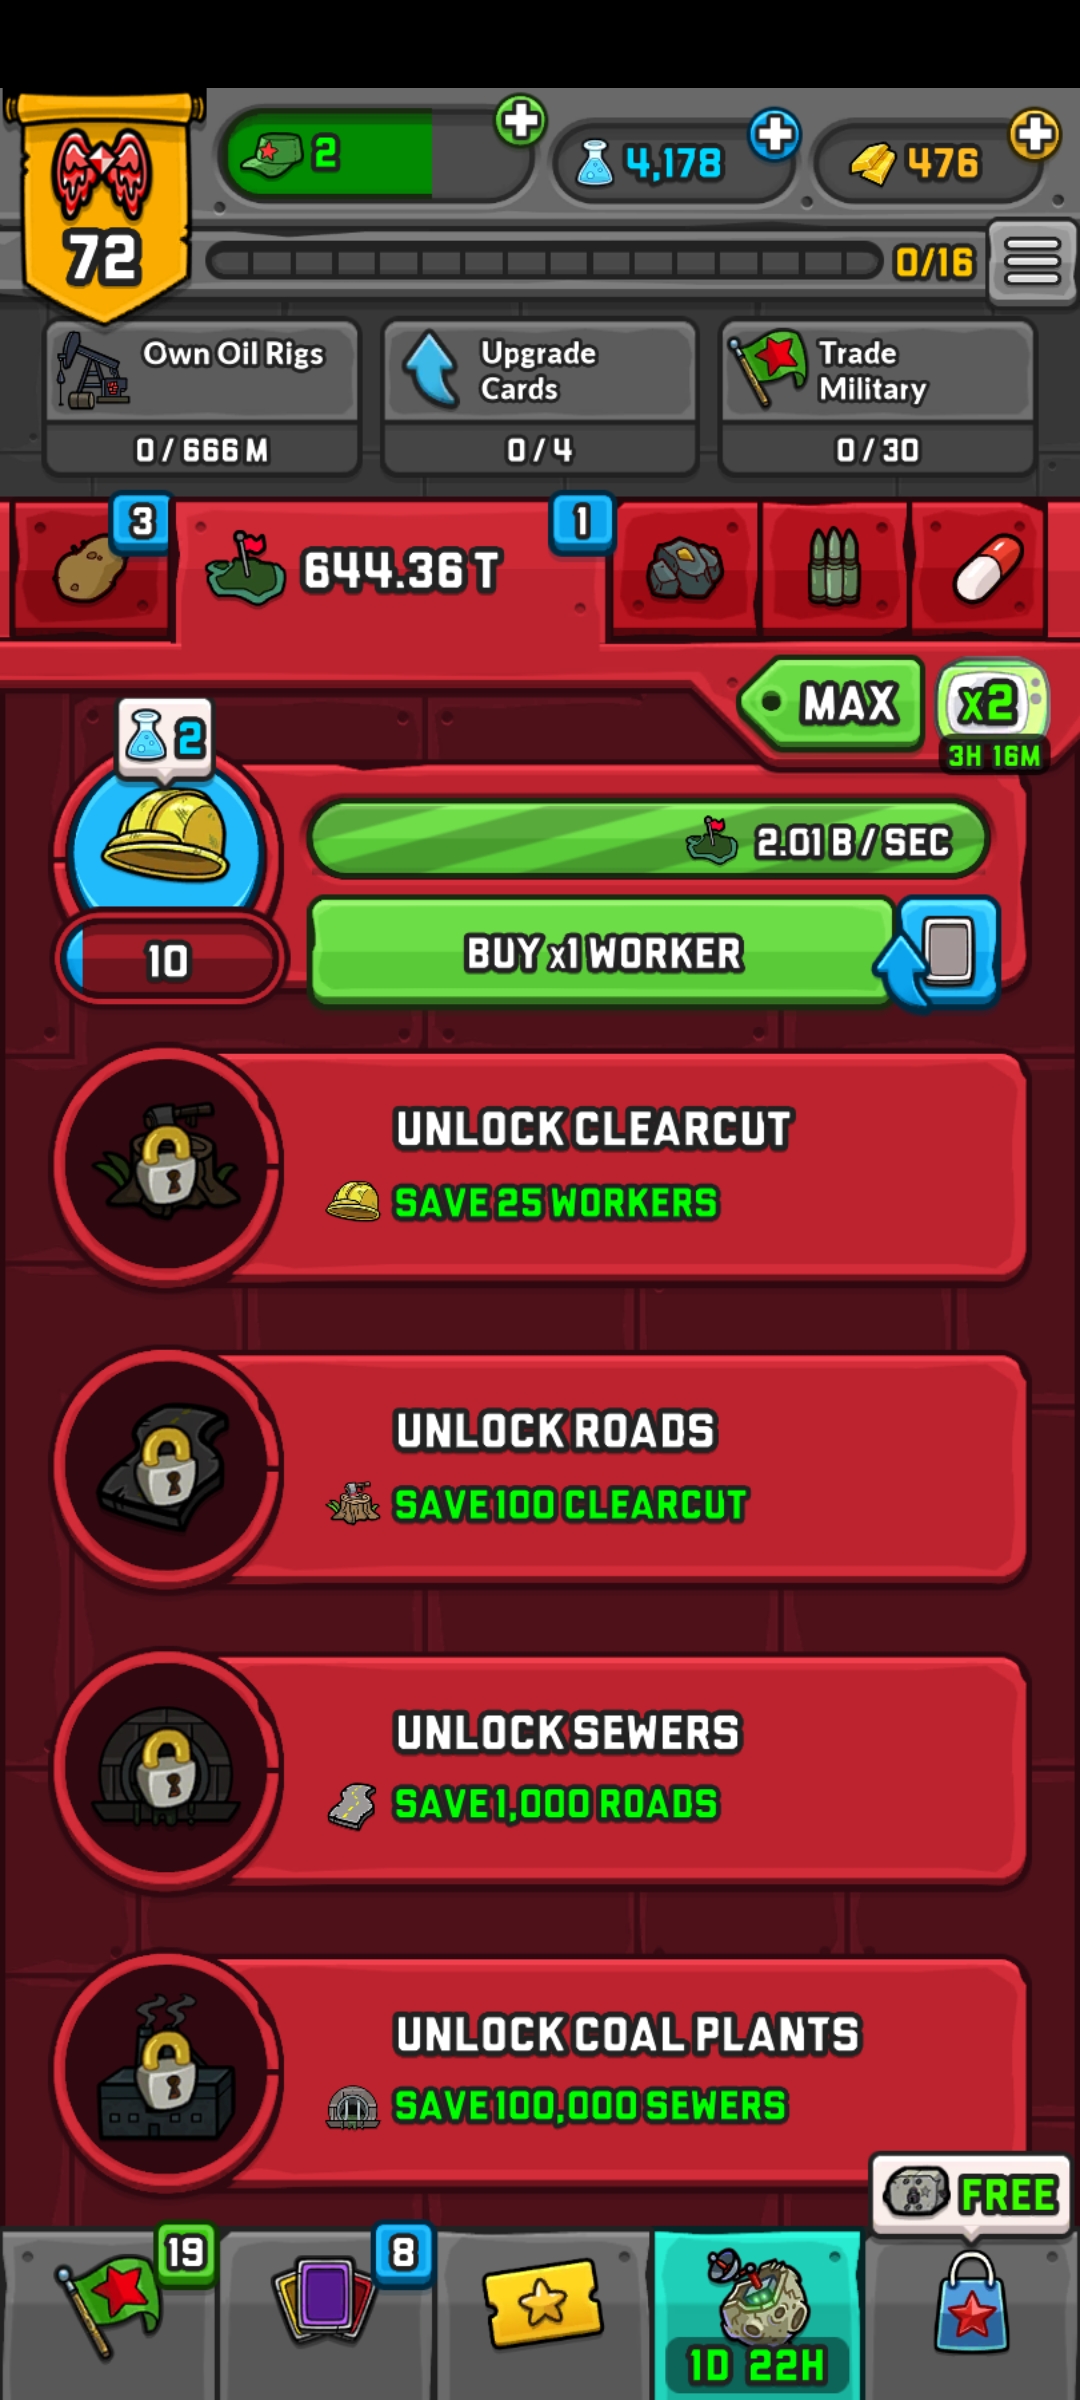 2
4,178
476
72
0/16
Own Oil Rigs
0 / 666 M
Upgrade
Cards
0 / 4
Trade
Military
0 / 30
3
644.36 T
1
MAX
x2
3H 16M
2
2.01 B / SEC
10
BUY x1 WORKER
UNLOCK CLEARCUT
SAVE 25 WORKERS
UNLOCK ROADS
SAVE 100 CLEARCUT
UNLOCK SEWERS
SAVE 1,000 ROADS
UNLOCK COAL PLANTS
SAVE 100,000 SEWERS
FREE
19
8
1D 22H